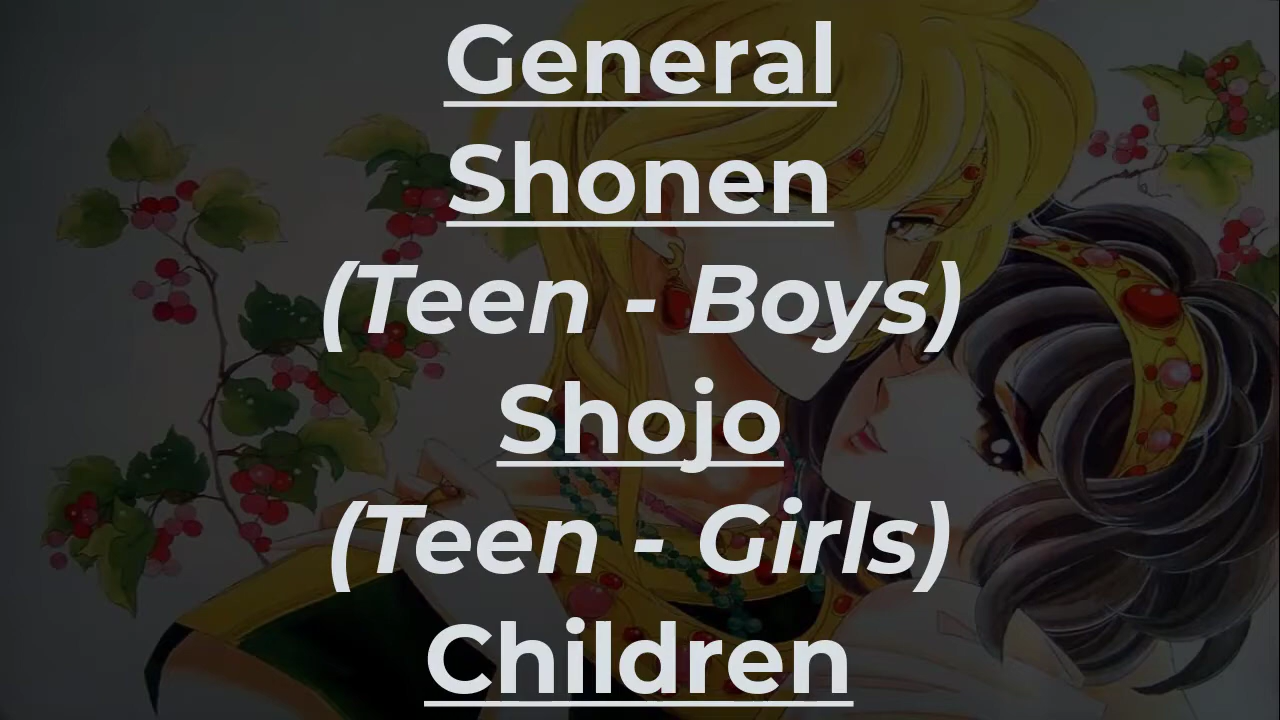 General
Shonen
(Teen - Boys)
Shojo
(Teen - Girls)
Children